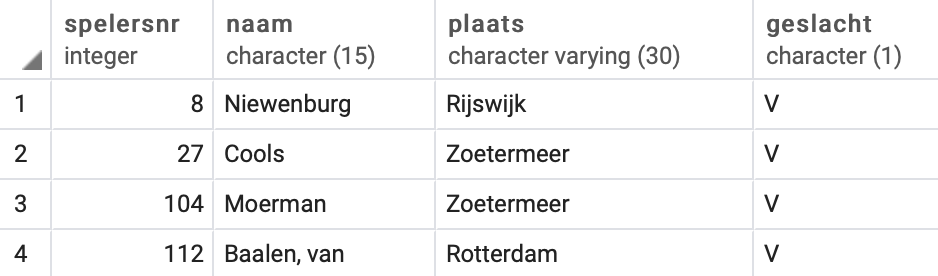 spelersnr naam plaats geslacht
integer character (15) character varying (30) character (1)
1 8 Niewenburg Rijswijk V
2 27 Cools Zoetermeer V
3 104 Moerman Zoetermeer V
4 112 Baalen, van Rotterdam V